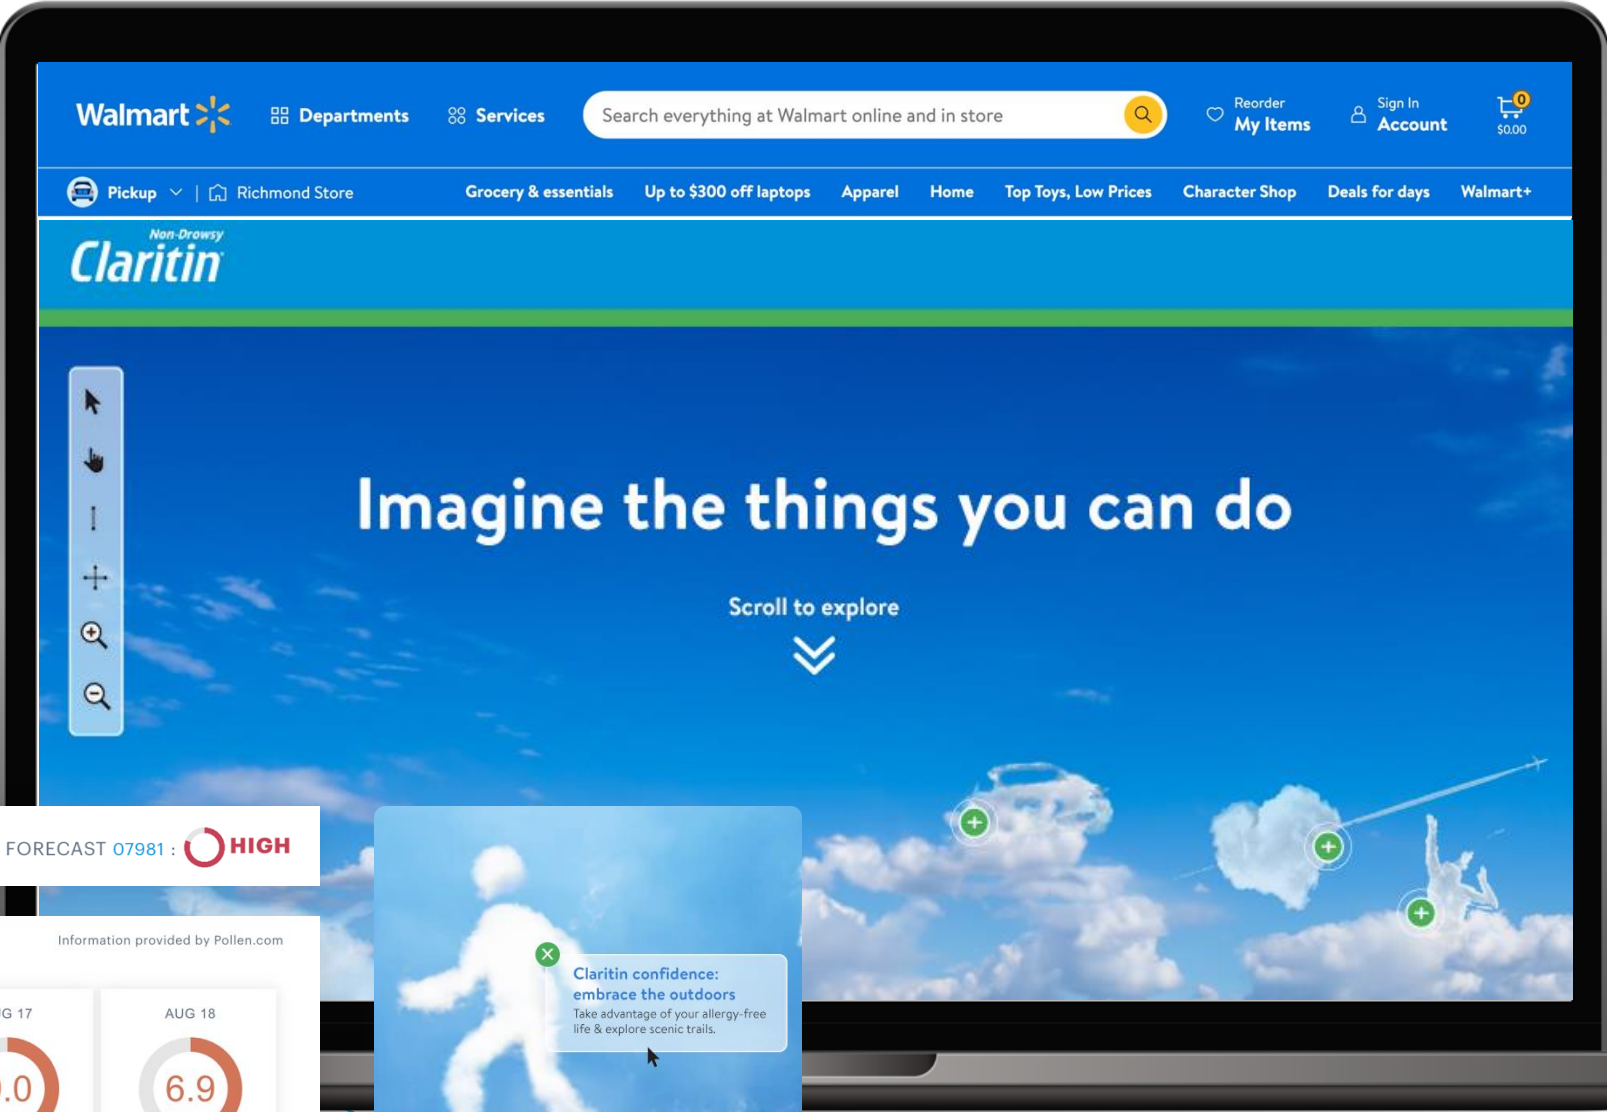 Walmart
Departments
Services
Search everything at Walmart online and in store
Reorder
My Items
Sign In
Account
0
$0.00
Pickup
Richmond Store
Grocery & essentials
Up to $300 off laptops
Apparel
Home
Top Toys, Low Prices
Character Shop
Deals for days
Walmart+
Non-Drowsy
Claritin
Imagine the things you can do
Scroll to explore
FORECAST 07981 : HIGH
Information provided by Pollen.com
G 17
AUG 18
.0
6.9
Claritin confidence:
embrace the outdoors
Take advantage of your allergy-free
life & explore scenic trails.